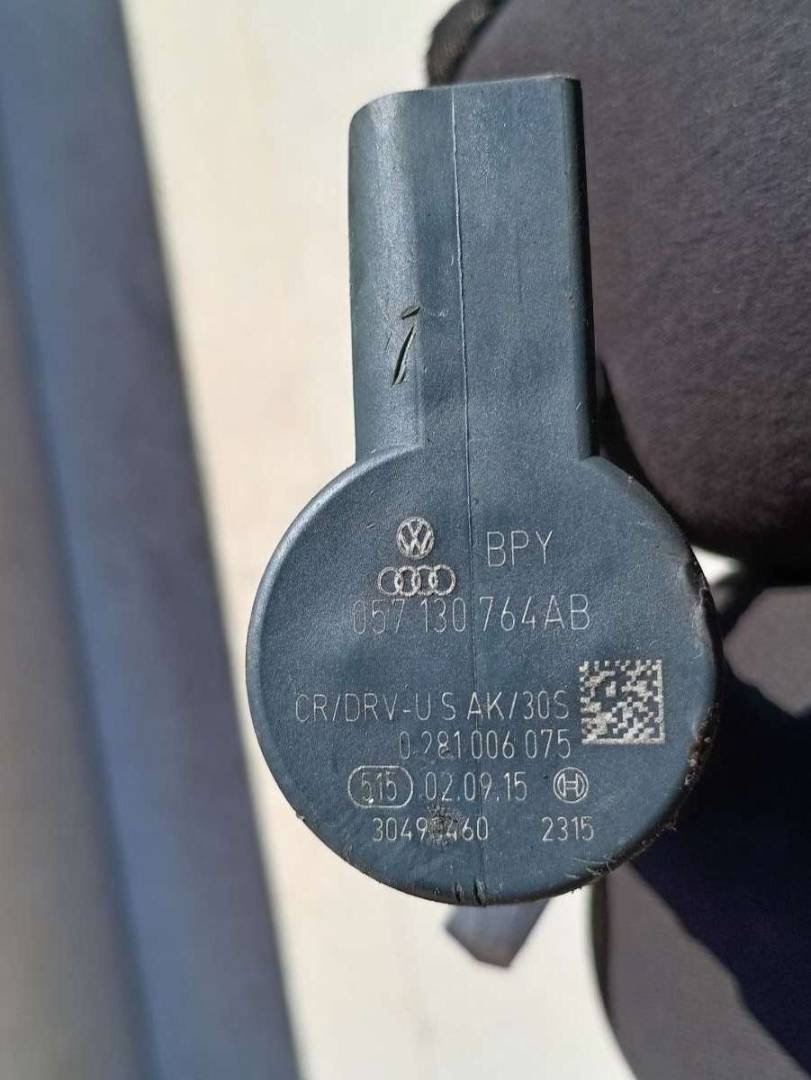 BPY
057 130 764AB
CR/DRV-U S AK/30S
0 281 006 075
515 02.09.15
2315